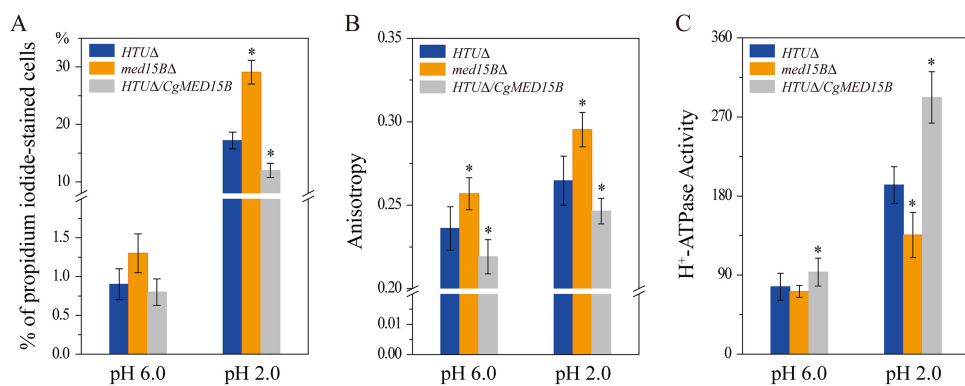 A
% of propidium iodide-stained cells
%
30
20
10
1.5
1.0
0.5
0.0
HTUΔ
med15BΔ
HTUΔ/CgMED15B
*
*
pH 6.0
pH 2.0
B
Anisotropy
0.35
0.30
0.25
0.20
0.01
0.00
HTUΔ
med15BΔ
HTUΔ/CgMED15B
*
*
*
*
pH 6.0
pH 2.0
C
H⁺-ATPase Activity
360
270
180
90
0
HTUΔ
med15BΔ
HTUΔ/CgMED15B
*
*
*
pH 6.0
pH 2.0